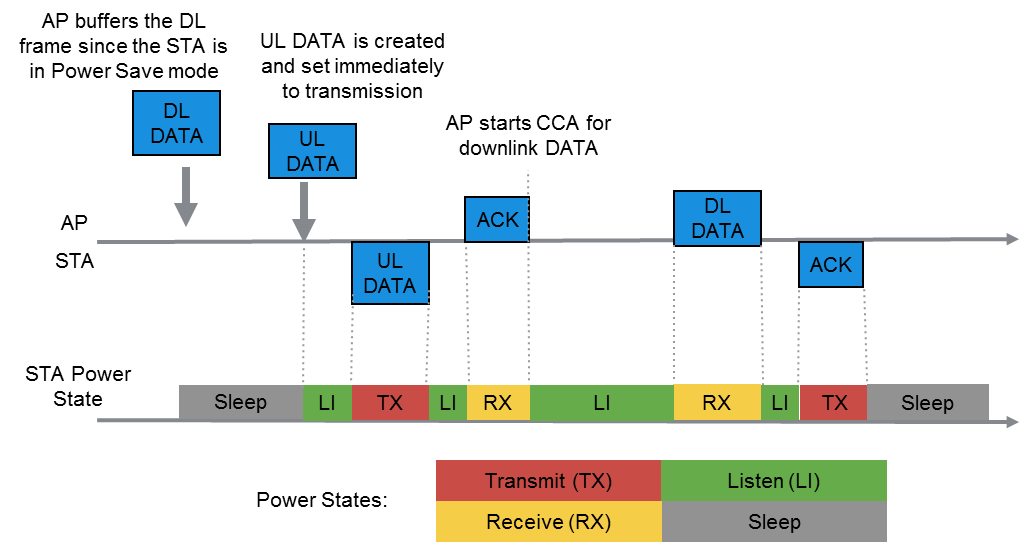 AP buffers the DL
frame since the STA is
in Power Save mode
UL DATA is created
and set immediately
to transmission
DL
DATA
UL
DATA
AP starts CCA for
downlink DATA
AP
ACK
DL
DATA
STA
UL
DATA
ACK
STA Power
State
Sleep
LI
TX
LI
RX
LI
RX
LI
TX
Sleep
Power States:
Transmit (TX)
Listen (LI)
Receive (RX)
Sleep